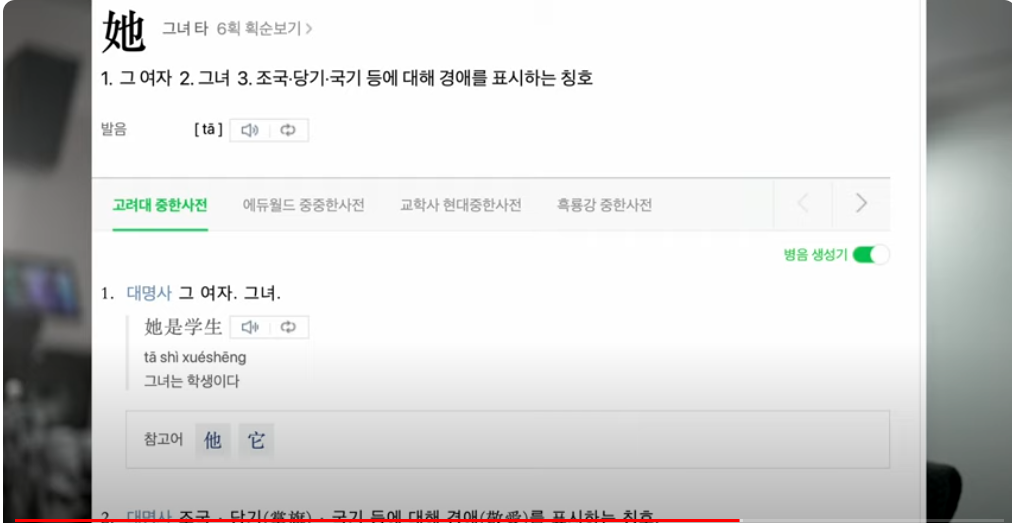 她 그녀 타 6획 획순보기 >
1. 그 여자 2. 그녀 3. 조국·당기·국기 등에 대해 경애를 표시하는 칭호
발음 [ tā ]
고려대 중한사전 에듀월드 중중한사전 교학사 현대중한사전 흑룡강 중한사전
병음 생성기
1. 대명사 그 여자. 그녀.
她是学生
tā shì xuéshēng
그녀는 학생이다
참고어 他 它
2. 대명사 조국 · 당기(黨旗) · 국기 등에 대해 경애(敬愛)를 표시하는 칭호.